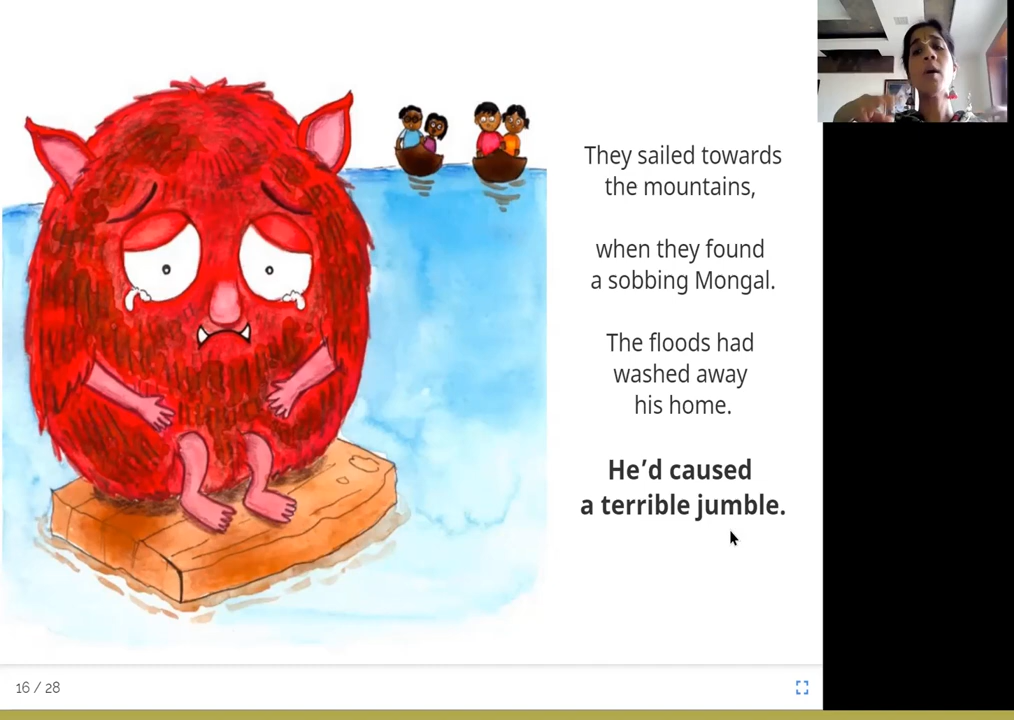 They sailed towards
the mountains,
when they found
a sobbing Mongal.
The floods had
washed away
his home.
He’d caused
a terrible jumble.
16 / 28